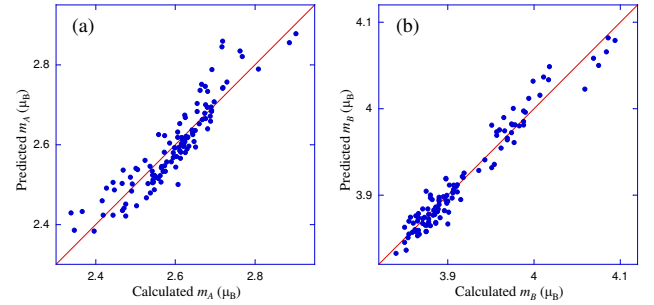 (a)
2.8
2.6
2.4
2.4 2.6 2.8
Predicted m_A (μ_B)
Calculated m_A (μ_B)
(b)
4.1
4
3.9
3.9 4 4.1
Predicted m_B (μ_B)
Calculated m_B (μ_B)